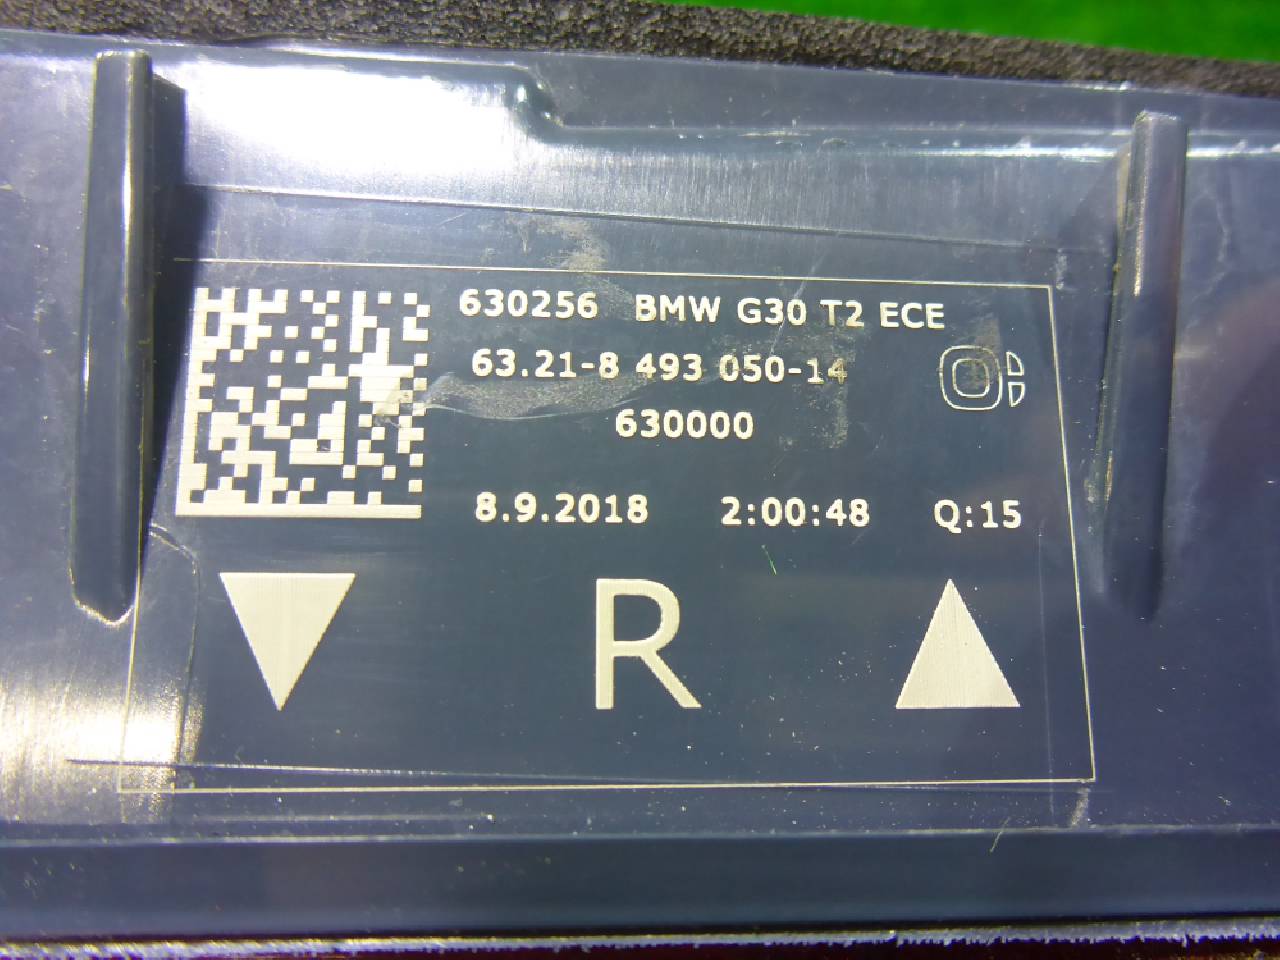 630256 BMW G30 T2 ECE
63.21-8 493 050-14
630000
8.9.2018 2:00:48 Q:15
R